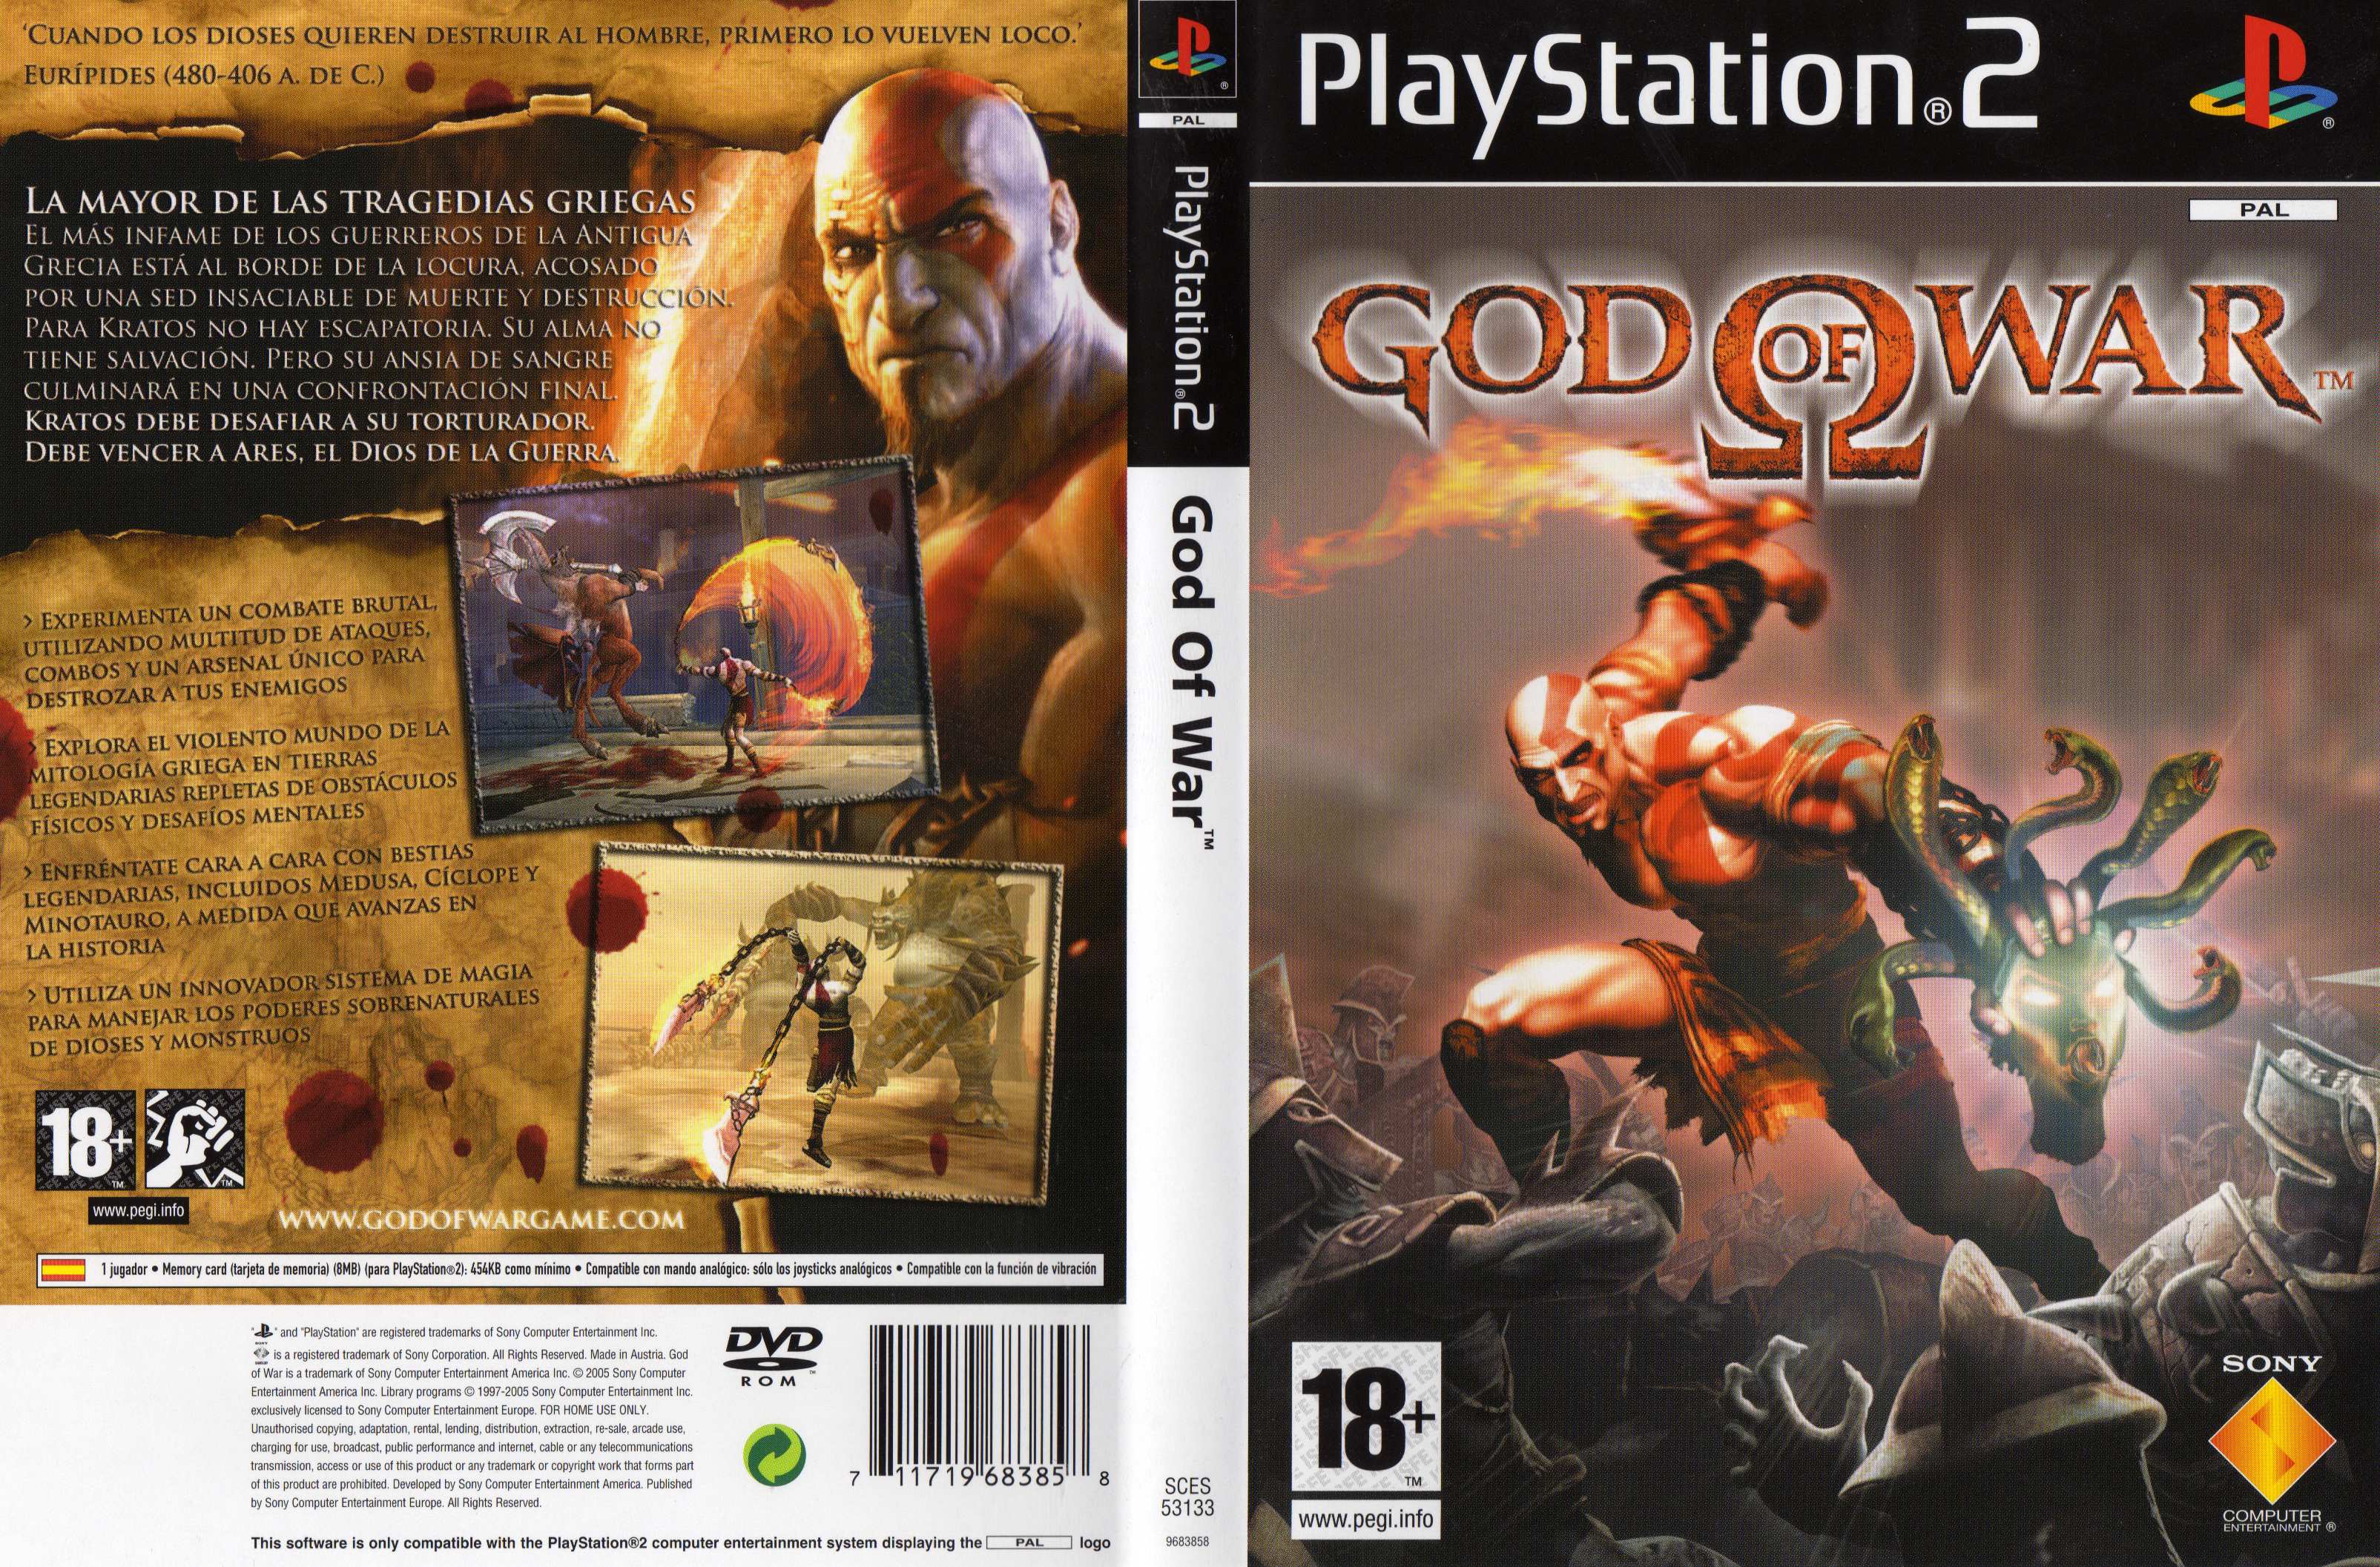 ‘CUANDO LOS DIOSES QUIEREN DESTRUIR AL HOMBRE, PRIMERO LO VUELVEN LOCO.’
EURÍPIDES (480-406 A. DE C.)
LA MAYOR DE LAS TRAGEDIAS GRIEGAS
EL MÁS INFAME DE LOS GUERREROS DE LA ANTIGUA
GRECIA ESTÁ AL BORDE DE LA LOCURA, ACOSADO
POR UNA SED INSACIABLE DE MUERTE Y DESTRUCCIÓN.
PARA KRATOS NO HAY ESCAPATORIA. SU ALMA NO
TIENE SALVACIÓN. PERO SU ANSIA DE SANGRE
CULMINARÁ EN UNA CONFRONTACIÓN FINAL.
KRATOS DEBE DESAFIAR A SU TORTURADOR.
DEBE VENCER A ARES, EL DIOS DE LA GUERRA.
> EXPERIMENTA UN COMBATE BRUTAL,
UTILIZANDO MULTITUD DE ATAQUES,
COMBOS Y UN ARSENAL ÚNICO PARA
DESTROZAR A TUS ENEMIGOS
> EXPLORA EL VIOLENTO MUNDO DE LA
MITOLOGÍA GRIEGA EN TIERRAS
LEGENDARIAS REPLETAS DE OBSTÁCULOS
FÍSICOS Y DESAFÍOS MENTALES
> ENFRÉNTATE CARA A CARA CON BESTIAS
LEGENDARIAS, INCLUIDOS MEDUSA, CÍCLOPE Y
MINOTAURO, A MEDIDA QUE AVANZAS EN
LA HISTORIA
> UTILIZA UN INNOVADOR SISTEMA DE MAGIA
PARA MANEJAR LOS PODERES SOBRENATURALES
DE DIOSES Y MONSTRUOS
18+
TM
TM
www.pegi.info
WWW.GODOFWARGAME.COM
1 jugador • Memory card (tarjeta de memoria) (8MB) (para PlayStation®2): 454KB como mínimo • Compatible con mando analógico: sólo los joysticks analógicos • Compatible con la función de vibración
" " and "PlayStation" are registered trademarks of Sony Computer Entertainment Inc.
is a registered trademark of Sony Corporation. All Rights Reserved. Made in Austria. God
of War is a trademark of Sony Computer Entertainment America Inc. © 2005 Sony Computer
Entertainment America Inc. Library programs © 1997-2005 Sony Computer Entertainment Inc.
exclusively licensed to Sony Computer Entertainment Europe. FOR HOME USE ONLY.
Unauthorised copying, adaptation, rental, lending, distribution, extraction, re-sale, arcade use,
charging for use, broadcast, public performance and internet, cable or any telecommunications
transmission, access or use of this product or any trademark or copyright work that forms part
of this product are prohibited. Developed by Sony Computer Entertainment America. Published
by Sony Computer Entertainment Europe. All Rights Reserved.
DVD
ROM
7 11719 68385 8
This software is only compatible with the PlayStation®2 computer entertainment system displaying the PAL logo
®
PAL
PlayStation®2
God Of War™
SCES
53133
9683858
PlayStation®2
®
PAL
GOD OF WAR™
18+
TM
www.pegi.info
SONY
COMPUTER
ENTERTAINMENT ®